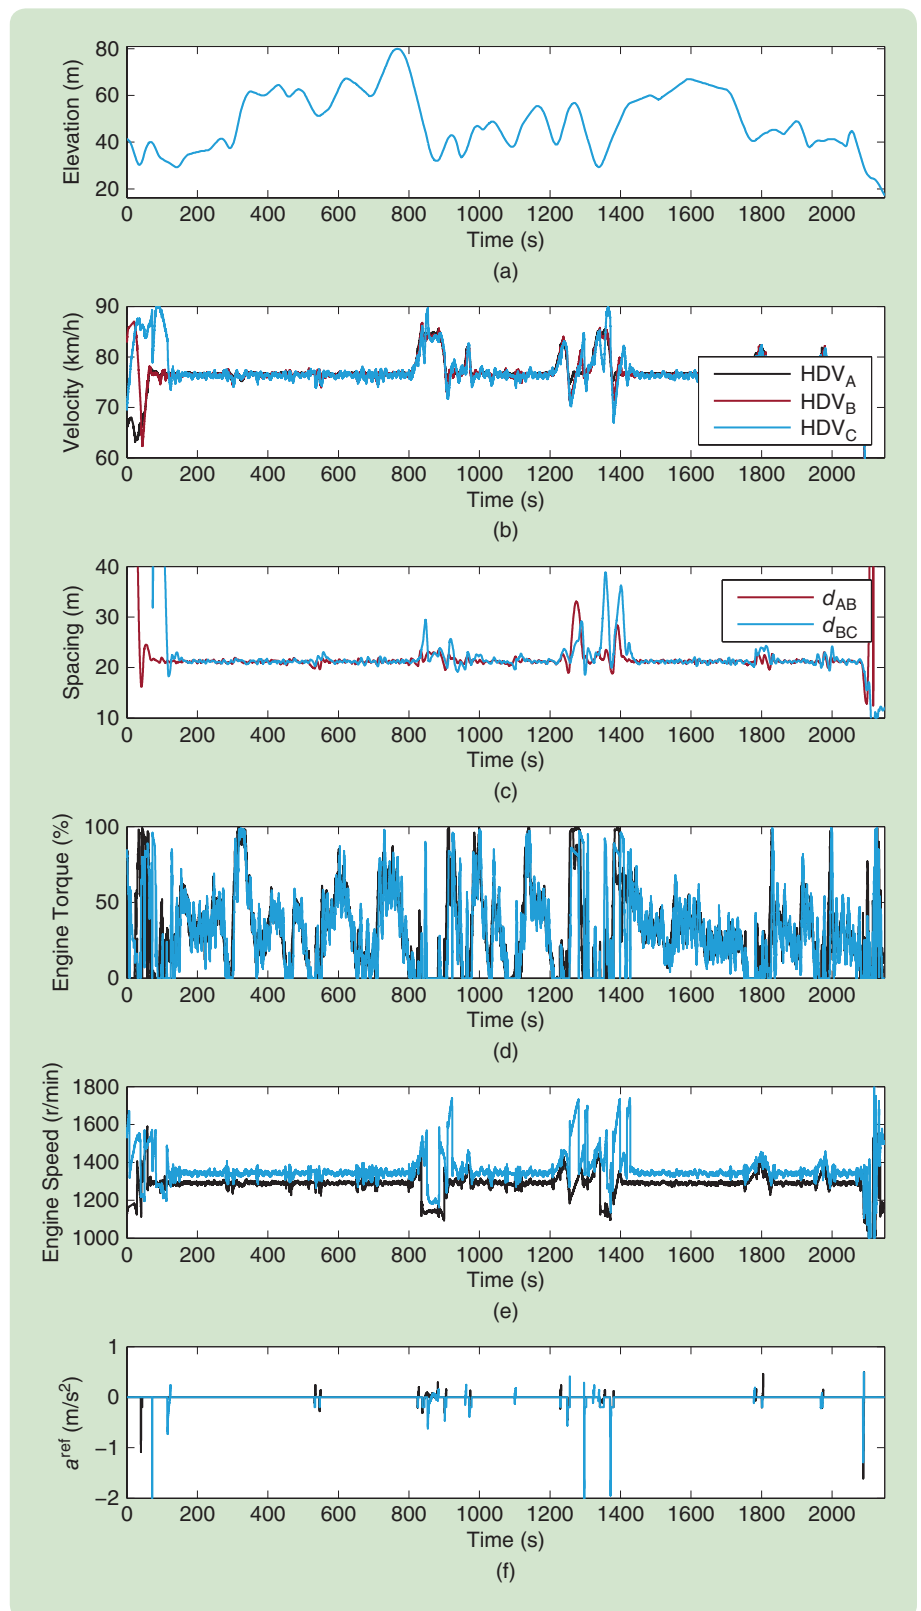 80
60
40
20
Elevation (m)
0 200 400 600 800 1000 1200 1400 1600 1800 2000
Time (s)
(a)
90
80
70
60
Velocity (km/h)
HDV_A
HDV_B
HDV_C
0 200 400 600 800 1000 1200 1400 1600 1800 2000
Time (s)
(b)
40
30
20
10
Spacing (m)
d_AB
d_BC
0 200 400 600 800 1000 1200 1400 1600 1800 2000
Time (s)
(c)
100
50
0
Engine Torque (%)
0 200 400 600 800 1000 1200 1400 1600 1800 2000
Time (s)
(d)
1800
1600
1400
1200
1000
Engine Speed (r/min)
0 200 400 600 800 1000 1200 1400 1600 1800 2000
Time (s)
(e)
1
0
−1
−2
a^ref (m/s²)
0 200 400 600 800 1000 1200 1400 1600 1800 2000
Time (s)
(f)